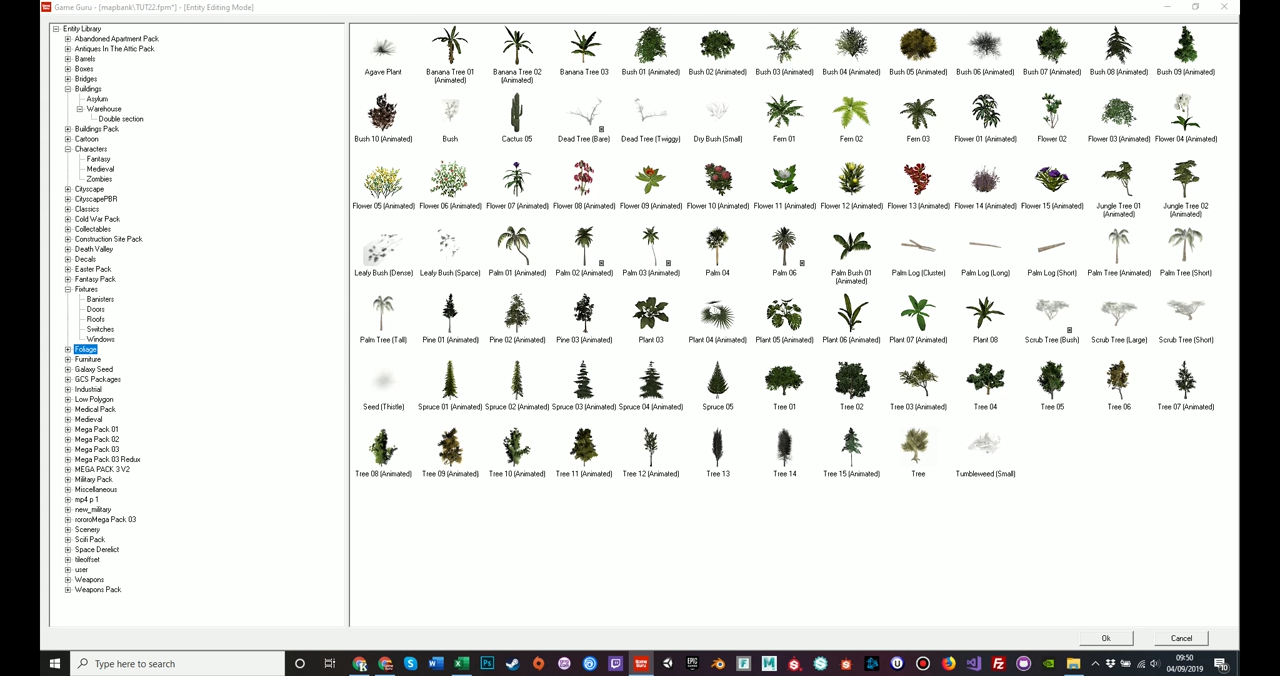 Game Guru - [mapbank\TUT22.fpm*] - [Entity Editing Mode]
Entity Library
Abandoned Apartment Pack
Antiques In The Attic Pack
Barrels
Boxes
Bridges
Buildings
Asylum
Warehouse
Double section
Buildings Pack
Cartoon
Characters
Fantasy
Medieval
Zombies
Cityscape
CityscapePBR
Classics
Cold War Pack
Collectables
Construction Site Pack
Death Valley
Decals
Easter Pack
Fantasy Pack
Fixtures
Banisters
Doors
Roofs
Switches
Windows
Foliage
Furniture
Galaxy Seed
GCS Packages
Industrial
Low Polygon
Medical Pack
Medieval
Mega Pack 01
Mega Pack 02
Mega Pack 03
Mega Pack 03 Redux
MEGA PACK 3 V2
Military Pack
Miscellaneous
mp4 p 1
new_military
rororoMega Pack 03
Scenery
Scifi Pack
Space Derelict
tileoffset
user
Weapons
Weapons Pack
Agave Plant
Banana Tree 01 (Animated)
Banana Tree 02 (Animated)
Banana Tree 03
Bush 01 (Animated)
Bush 02 (Animated)
Bush 03 (Animated)
Bush 04 (Animated)
Bush 05 (Animated)
Bush 06 (Animated)
Bush 07 (Animated)
Bush 08 (Animated)
Bush 09 (Animated)
Bush 10 (Animated)
Bush
Cactus 05
Dead Tree (Bare)
Dead Tree (Twiggy)
Dry Bush (Small)
Fern 01
Fern 02
Fern 03
Flower 01 (Animated)
Flower 02
Flower 03 (Animated)
Flower 04 (Animated)
Flower 05 (Animated)
Flower 06 (Animated)
Flower 07 (Animated)
Flower 08 (Animated)
Flower 09 (Animated)
Flower 10 (Animated)
Flower 11 (Animated)
Flower 12 (Animated)
Flower 13 (Animated)
Flower 14 (Animated)
Flower 15 (Animated)
Jungle Tree 01 (Animated)
Jungle Tree 02 (Animated)
Leafy Bush (Dense)
Leafy Bush (Sparce)
Palm 01 (Animated)
Palm 02 (Animated)
Palm 03 (Animated)
Palm 04
Palm 06
Palm Bush 01 (Animated)
Palm Log (Cluster)
Palm Log (Long)
Palm Log (Short)
Palm Tree (Animated)
Palm Tree (Short)
Palm Tree (Tall)
Pine 01 (Animated)
Pine 02 (Animated)
Pine 03 (Animated)
Plant 03
Plant 04 (Animated)
Plant 05 (Animated)
Plant 06 (Animated)
Plant 07 (Animated)
Plant 08
Scrub Tree (Bush)
Scrub Tree (Large)
Scrub Tree (Short)
Seed (Thistle)
Spruce 01 (Animated)
Spruce 02 (Animated)
Spruce 03 (Animated)
Spruce 04 (Animated)
Spruce 05
Tree 01
Tree 02
Tree 03 (Animated)
Tree 04
Tree 05
Tree 06
Tree 07 (Animated)
Tree 08 (Animated)
Tree 09 (Animated)
Tree 10 (Animated)
Tree 11 (Animated)
Tree 12 (Animated)
Tree 13
Tree 14
Tree 15 (Animated)
Tree
Tumbleweed (Small)
Ok
Cancel
Type here to search
09:50
04/09/2019